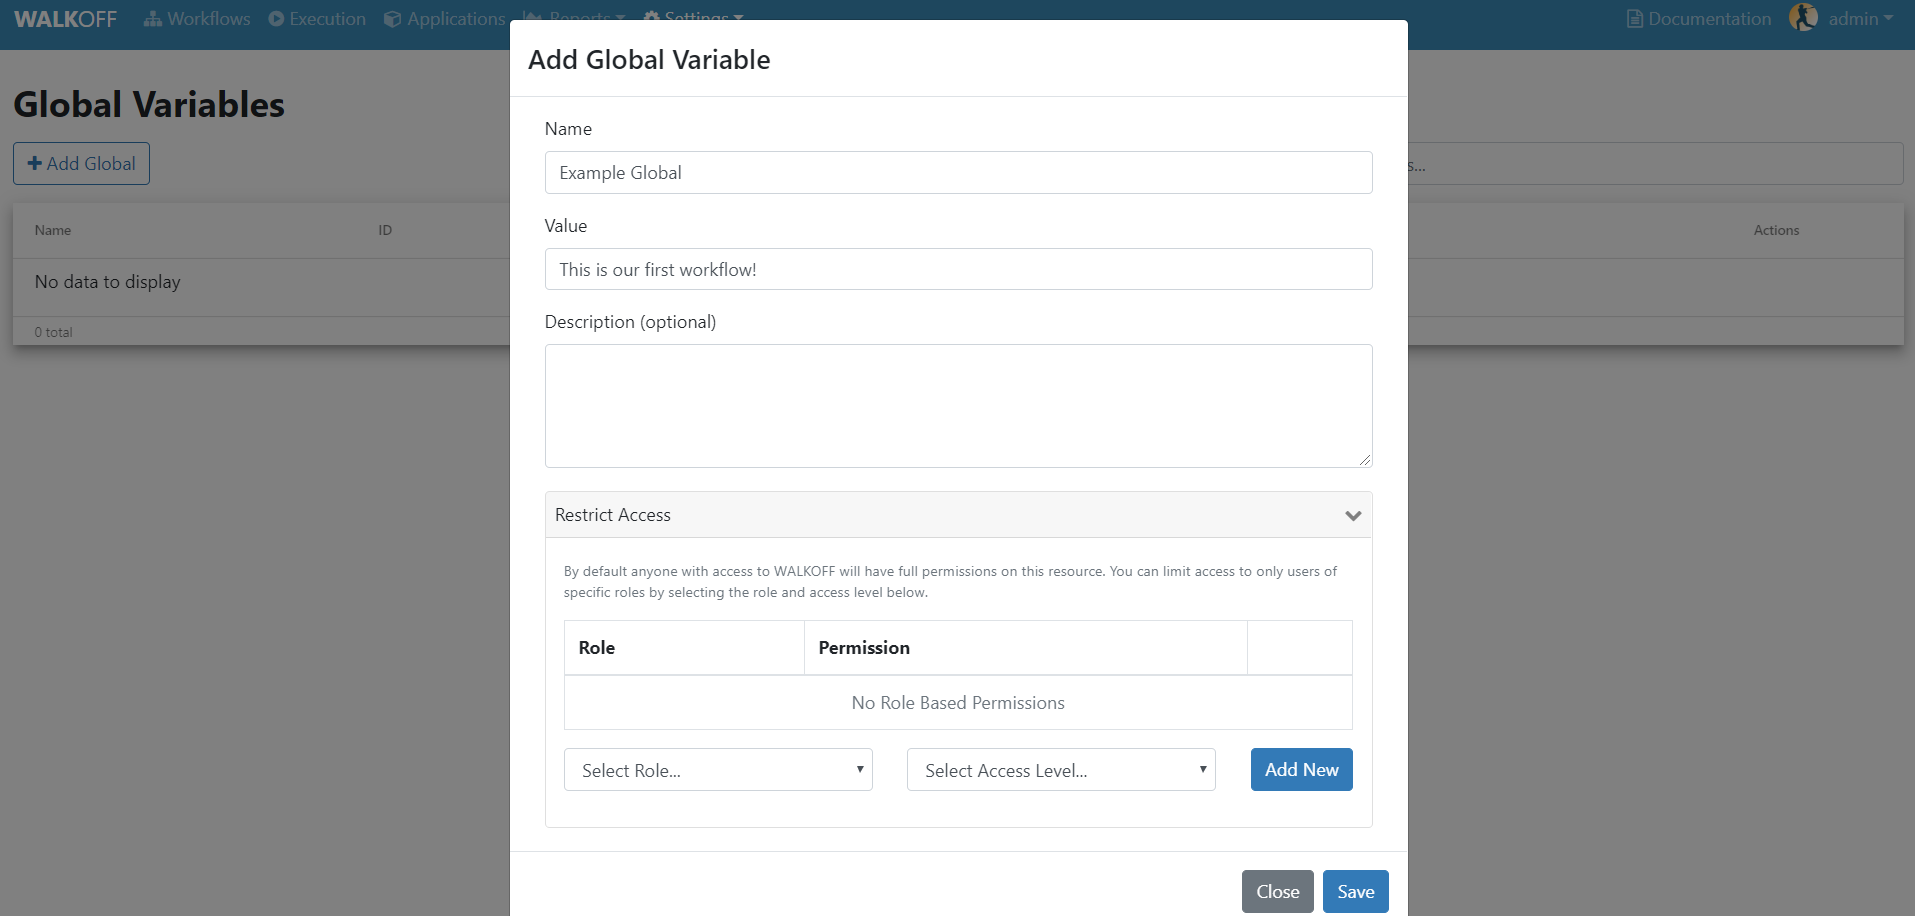 WALKOFF Workflows Execution Applications Reports Settings Documentation admin
Add Global Variable
Global Variables
Name
Add Global
Example Global
s...
Value
Name ID Actions
This is our first workflow!
No data to display
Description (optional)
0 total
Restrict Access
By default anyone with access to WALKOFF will have full permissions on this resource. You can limit access to only users of
specific roles by selecting the role and access level below.
Role Permission
No Role Based Permissions
Select Role... Select Access Level... Add New
Close Save